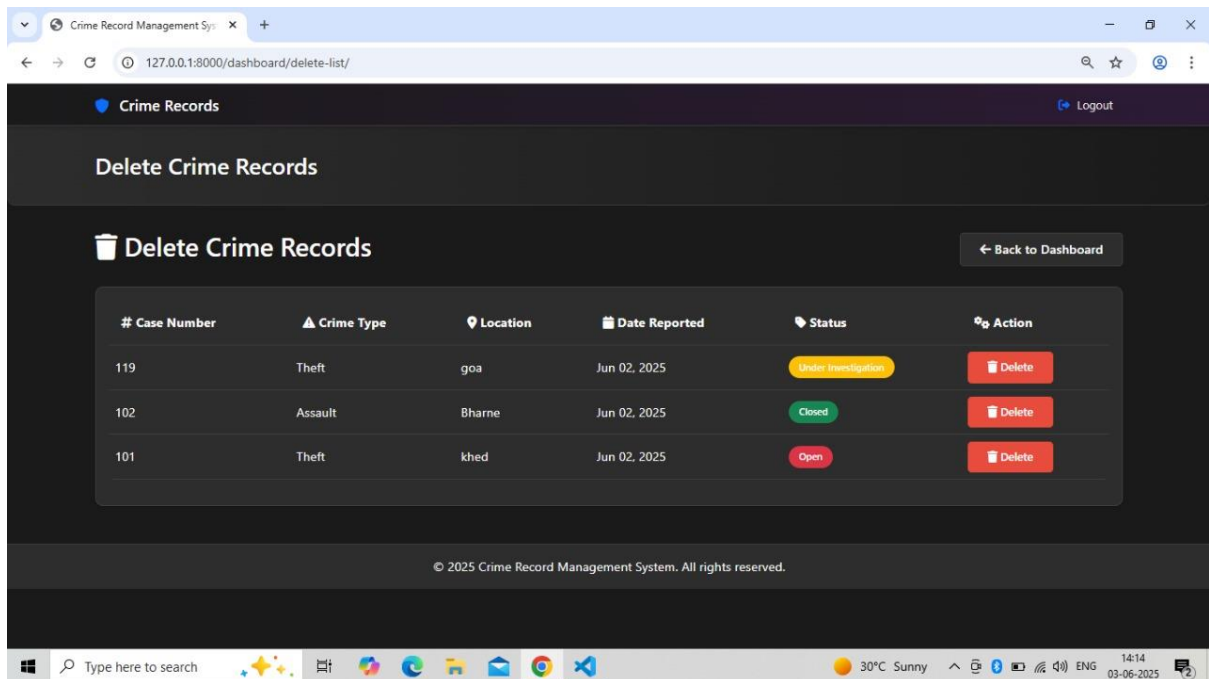 Crime Record Management Sys
127.0.0.1:8000/dashboard/delete-list/
Crime Records Logout
Delete Crime Records
Delete Crime Records ← Back to Dashboard
# Case Number Crime Type Location Date Reported Status Action
119 Theft goa Jun 02, 2025 Under Investigation Delete
102 Assault Bharne Jun 02, 2025 Closed Delete
101 Theft khed Jun 02, 2025 Open Delete
© 2025 Crime Record Management System. All rights reserved.
Type here to search 30°C Sunny ENG 14:14
03-06-2025 2